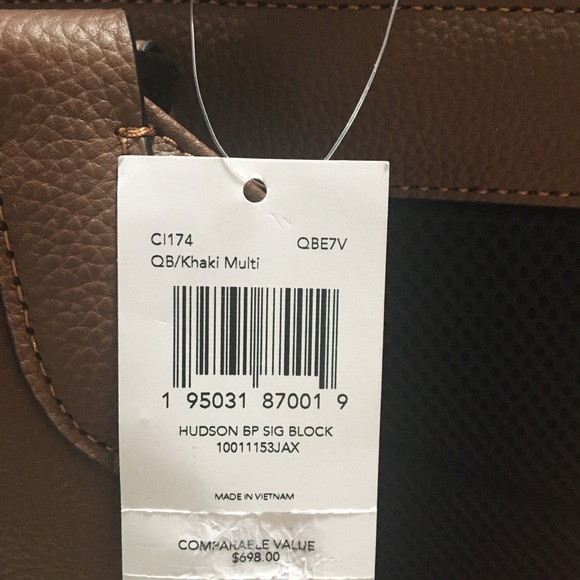 CI174 QBE7V
QB/Khaki Multi
1 95031 87001 9
HUDSON BP SIG BLOCK
10011153JAX
MADE IN VIETNAM
COMPARABLE VALUE
$698.00